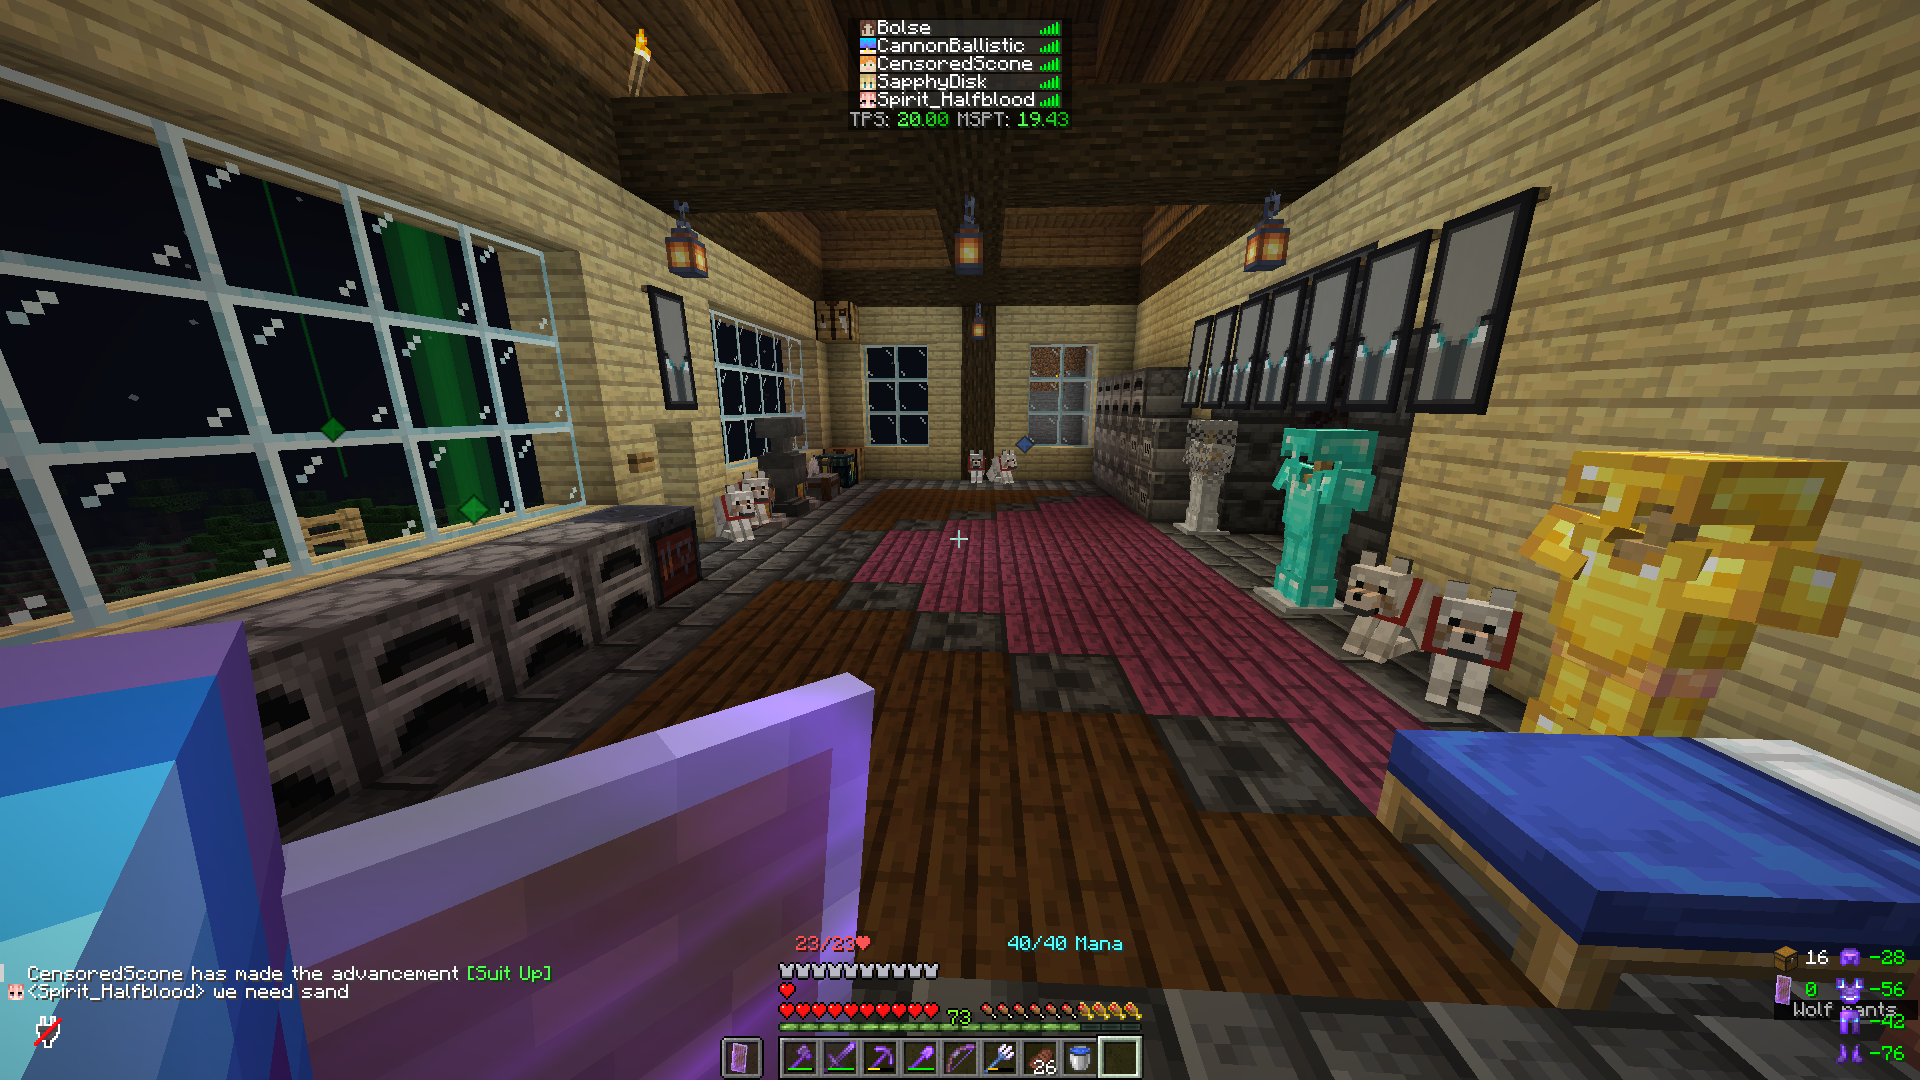 Bolse
CannonBallistic
CensoredScone
SapphyDisk
Spirit_Halfblood
TPS: 20.00 MSPT: 19.43
23/23
40/40 Mana
CensoredScone has made the advancement [Suit Up]
<Spirit_Halfblood> we need sand
73
26
16 -28
0 -56
-42
-76